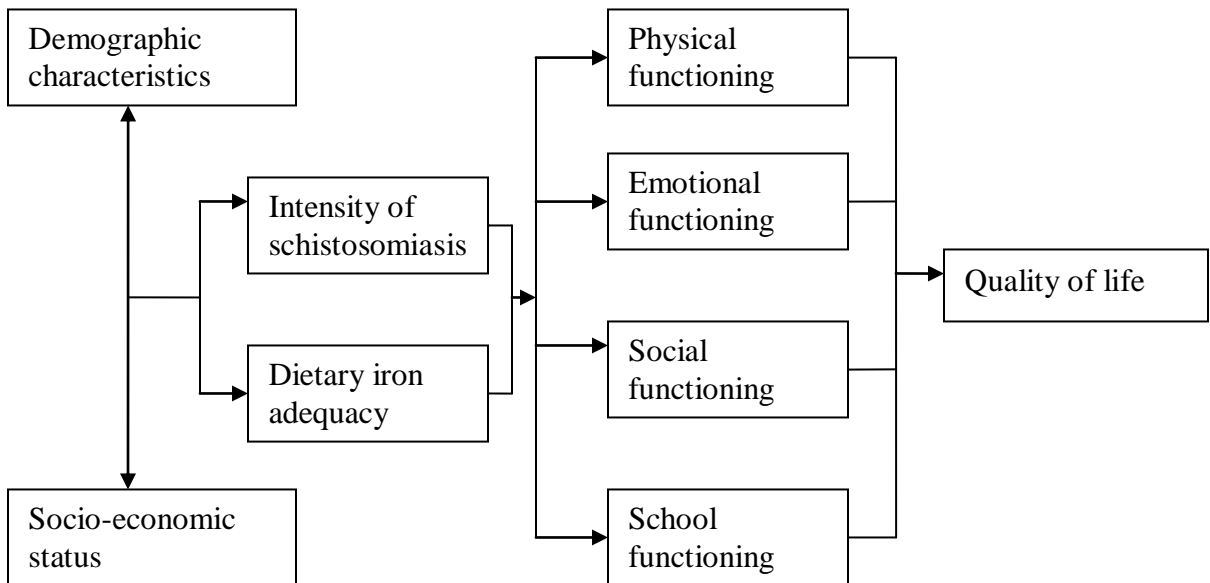 Demographic
characteristics
Physical
functioning
Emotional
functioning
Intensity of
schistosomiasis
Quality of life
Dietary iron
adequacy
Social
functioning
Socio-economic
status
School
functioning